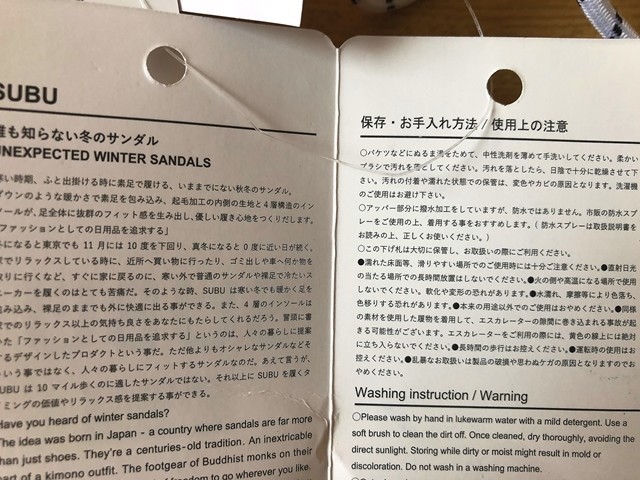 SUBU
誰も知らない冬のサンダル
UNEXPECTED WINTER SANDALS
寒い時期、ふと出掛ける時に素足で履ける、いままでにない秋冬のサンダル。
ダウンのような暖かさで素足を包み込み、起毛加工の内側の生地と4層構造のイン
ソールが、足全体に抜群のフィット感を生み出し、優しい履き心地をつくりだします。
「ファッションとしての日用品を追求する」
冬になると東京でも11月には10度を下回り、真冬になると0度に近い日が続く。
でリラックスしている時に、近所へ買い物に行ったり、ゴミ出しや車へ何か物を
取りに行くなど、すぐに家に戻るのに、寒い外で普通のサンダルや裸足で冷たいス
ニーカーを履くのはとても苦痛だ。そのような時、SUBUは寒い冬でも暖かく足を
包み込み、裸足のままでも外に快適に出る事ができる。また、4層のインソールは
でのリラックス以上の気持ち良さをあなたにもたらしてくれるだろう。冒頭に書
いた「ファッションとしての日用品を追求する」というのは、人々の暮らしに提案
するデザインしたプロダクトという事だ。ただ他よりもオシャレなサンダルなどそ
いう事ではなく、人々の暮らしにフィットするサンダルなのだ。あえて言うが、
SUBUは10マイル歩くのに適したサンダルではない。それ以上にSUBUを履くタ
イミングの価値やリラックス感を提案する事ができる。
Have you heard of winter sandals?
The idea was born in Japan - a country where sandals are far more
than just shoes. They're a centuries-old tradition. An inextricable
part of a kimono outfit. The footgear of Buddhist monks on their
freedom to go wherever you like.
保存・お手入れ方法 / 使用上の注意
○バケツなどにぬるま湯をためて、中性洗剤を薄めて手洗いしてください。柔かい
ブラシで汚れを落としてください。汚れを落としたら、日陰で十分に乾燥させて下
さい。汚れの付着や濡れた状態での保管は、変色やカビの原因となります。洗濯機
のご使用はお避け下さい。
○アッパー部分に撥水加工をしていますが、防水ではありません。市販の防水スプ
レーをご使用の上、着用する事をおすすめします。(防水スプレーは取扱説明書を
お読みの上、正しくお使いください。)
○この下げ札は大切に保管し、お取扱いの際にご利用ください。
●濡れた床面等、滑りやすい場所でのご使用時には十分ご注意ください。●直射日光
の当たる場所での長時間放置はしないでください。●火の側や高温になる場所で使用
しないでください。軟化や変形の恐れがあります。●水濡れ、摩擦等により色落ち、
色移りする恐れがあります。●本来の用途以外でのご使用はおやめください。●同様
の素材を使用した履物を着用して、エスカレーターの隙間に巻き込まれる事故が起
きる可能性がございます。エスカレーターをご利用の際には、黄色の線上には絶対
に立ち入らないでください。●長時間の歩行はお控えください。●運転時の使用はお
控えください。●乱暴なお取扱いは製品の破損や思わぬケガの原因となりますのでお
やめください。
Washing instruction / Warning
○Please wash by hand in lukewarm water with a mild detergent. Use a
soft brush to clean the dirt off. Once cleaned, dry thoroughly, avoiding the
direct sunlight. Storing while dirty or moist might result in mold or
discoloration. Do not wash in a washing machine.